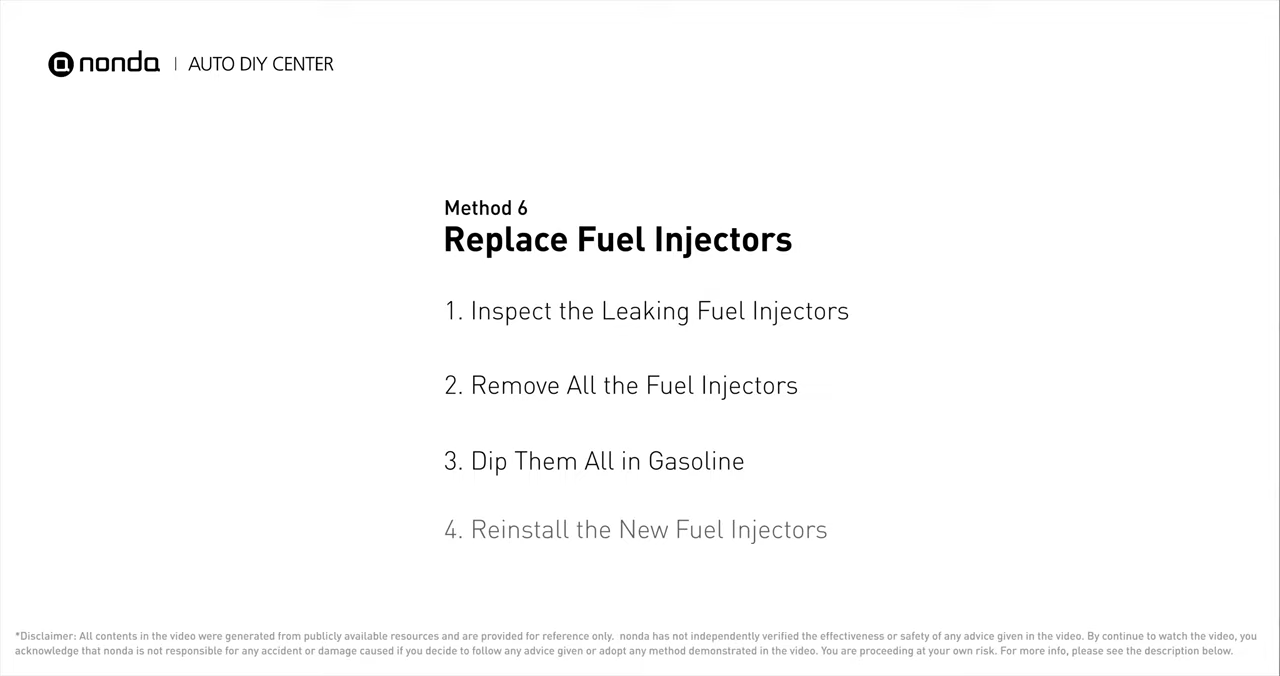 nonda | AUTO DIY CENTER
Method 6
Replace Fuel Injectors
1. Inspect the Leaking Fuel Injectors
2. Remove All the Fuel Injectors
3. Dip Them All in Gasoline
4. Reinstall the New Fuel Injectors
*Disclaimer: All contents in the video were generated from publicly available resources and are provided for reference only. nonda has not independently verified the effectiveness or safety of any advice given in the video. By continue to watch the video, you
acknowledge that nonda is not responsible for any accident or damage caused if you decide to follow any advice given or adopt any method demonstrated in the video. You are proceeding at your own risk. For more info, please see the description below.